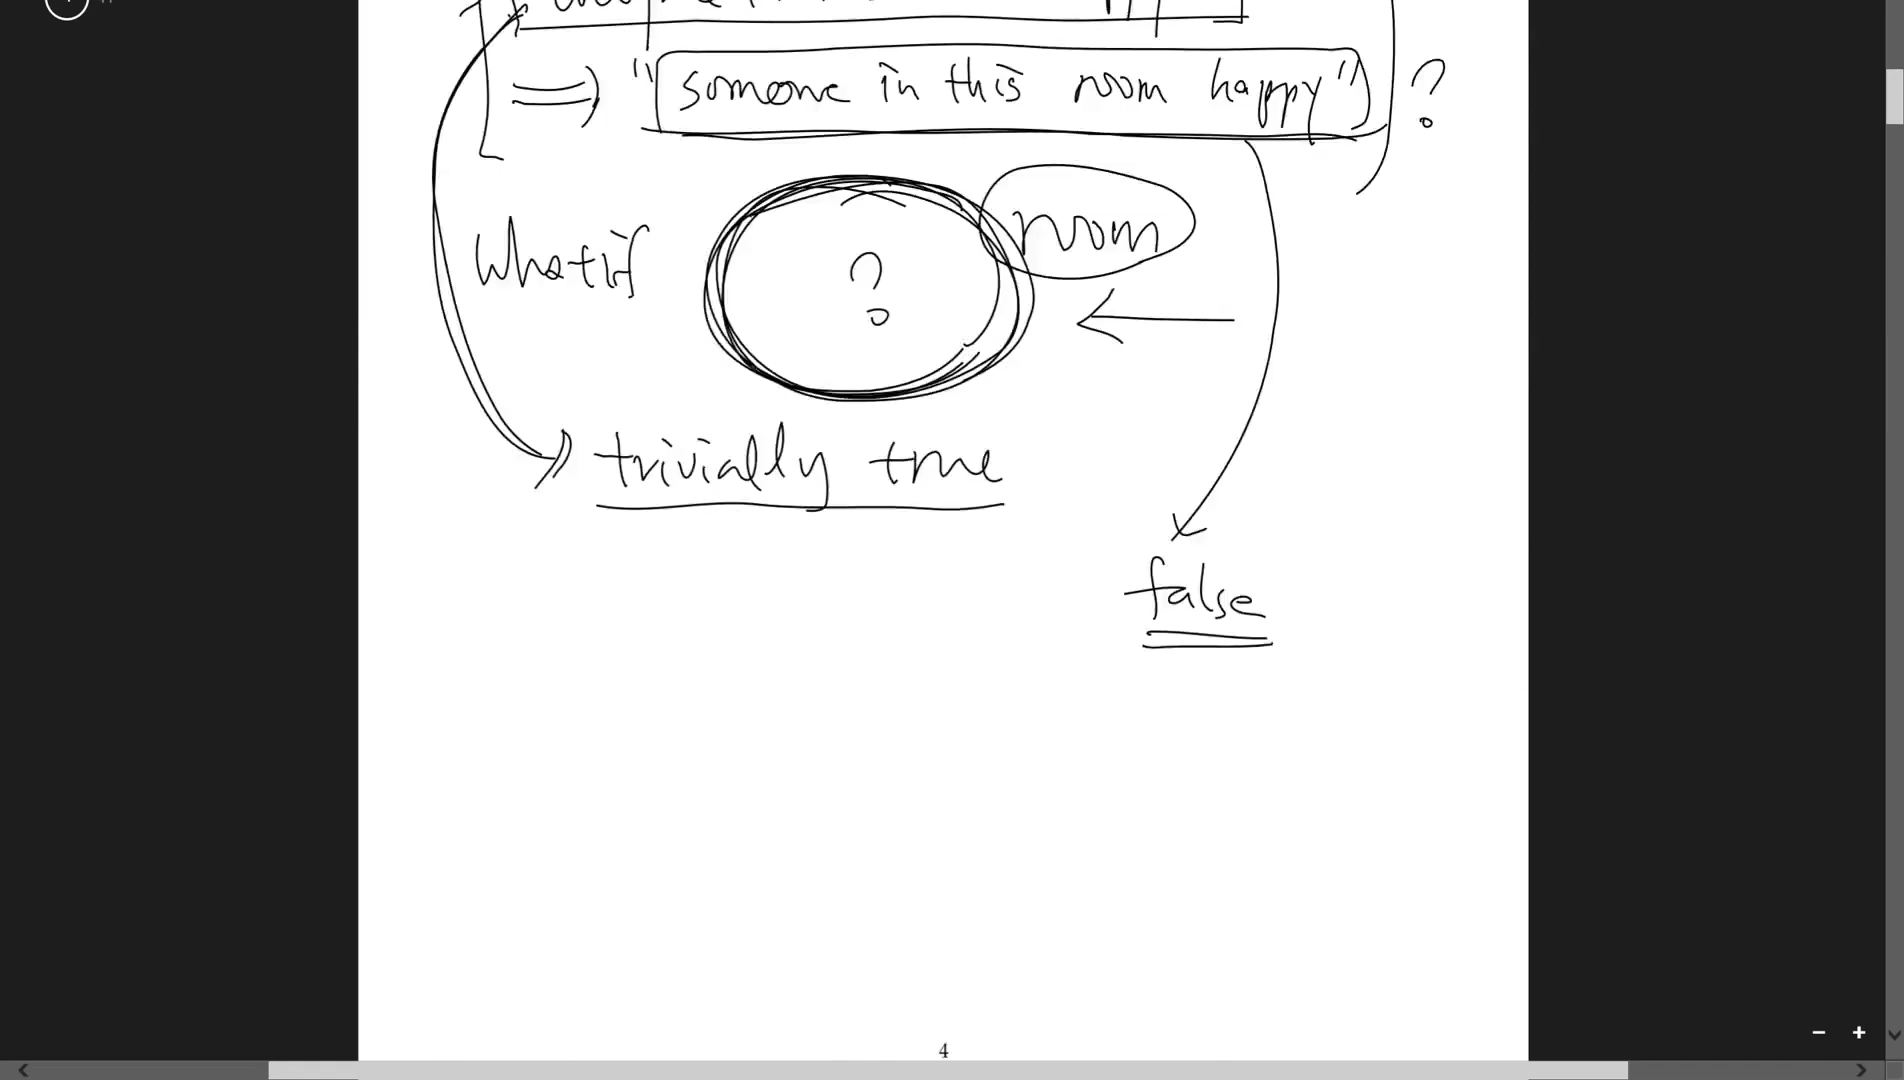 => "someone in this room happy") ?
What if ? room
trivially true
false
4